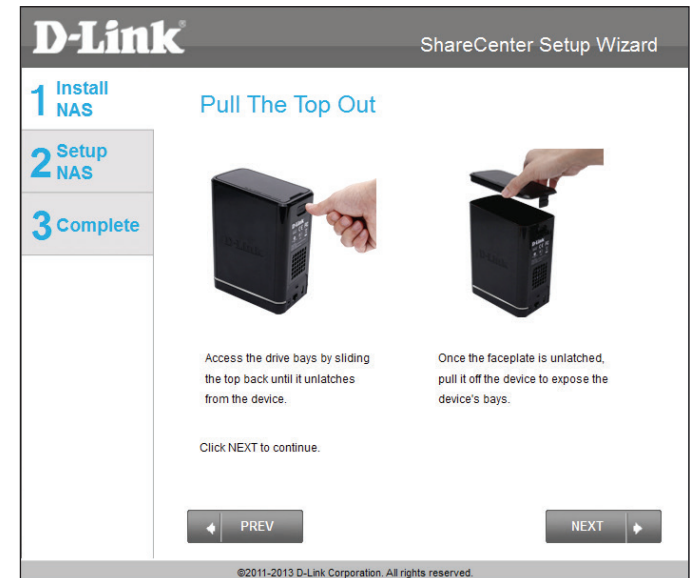 D-Link
ShareCenter Setup Wizard
1 Install
NAS
2 Setup
NAS
3 Complete
Pull The Top Out
D-Link
D-Link
Access the drive bays by sliding
the top back until it unlatches
from the device.
Once the faceplate is unlatched,
pull it off the device to expose the
device's bays.
Click NEXT to continue.
PREV
NEXT
©2011-2013 D-Link Corporation. All rights reserved.